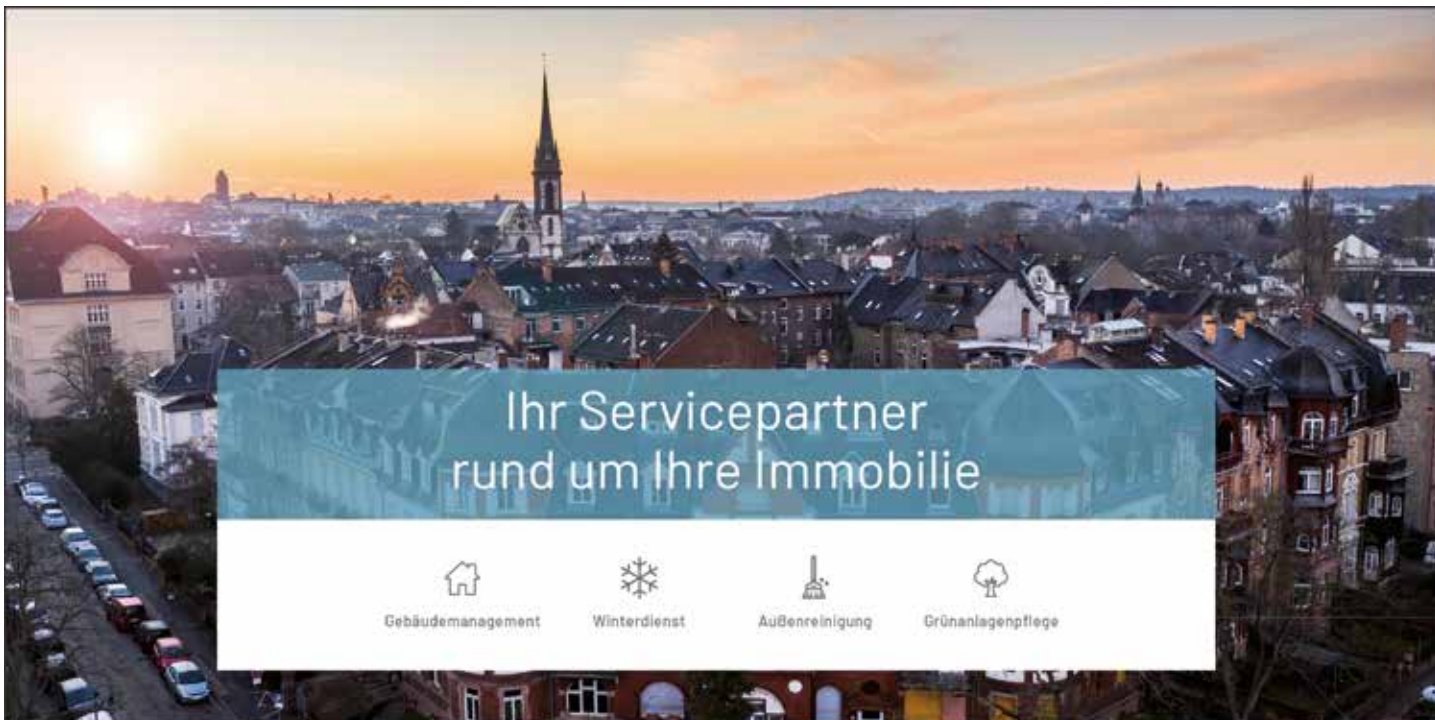 Ihr Servicepartner
rund um Ihre Immobilie
Gebäudemanagement
Winterdienst
Außenreinigung
Grünanlagenpflege